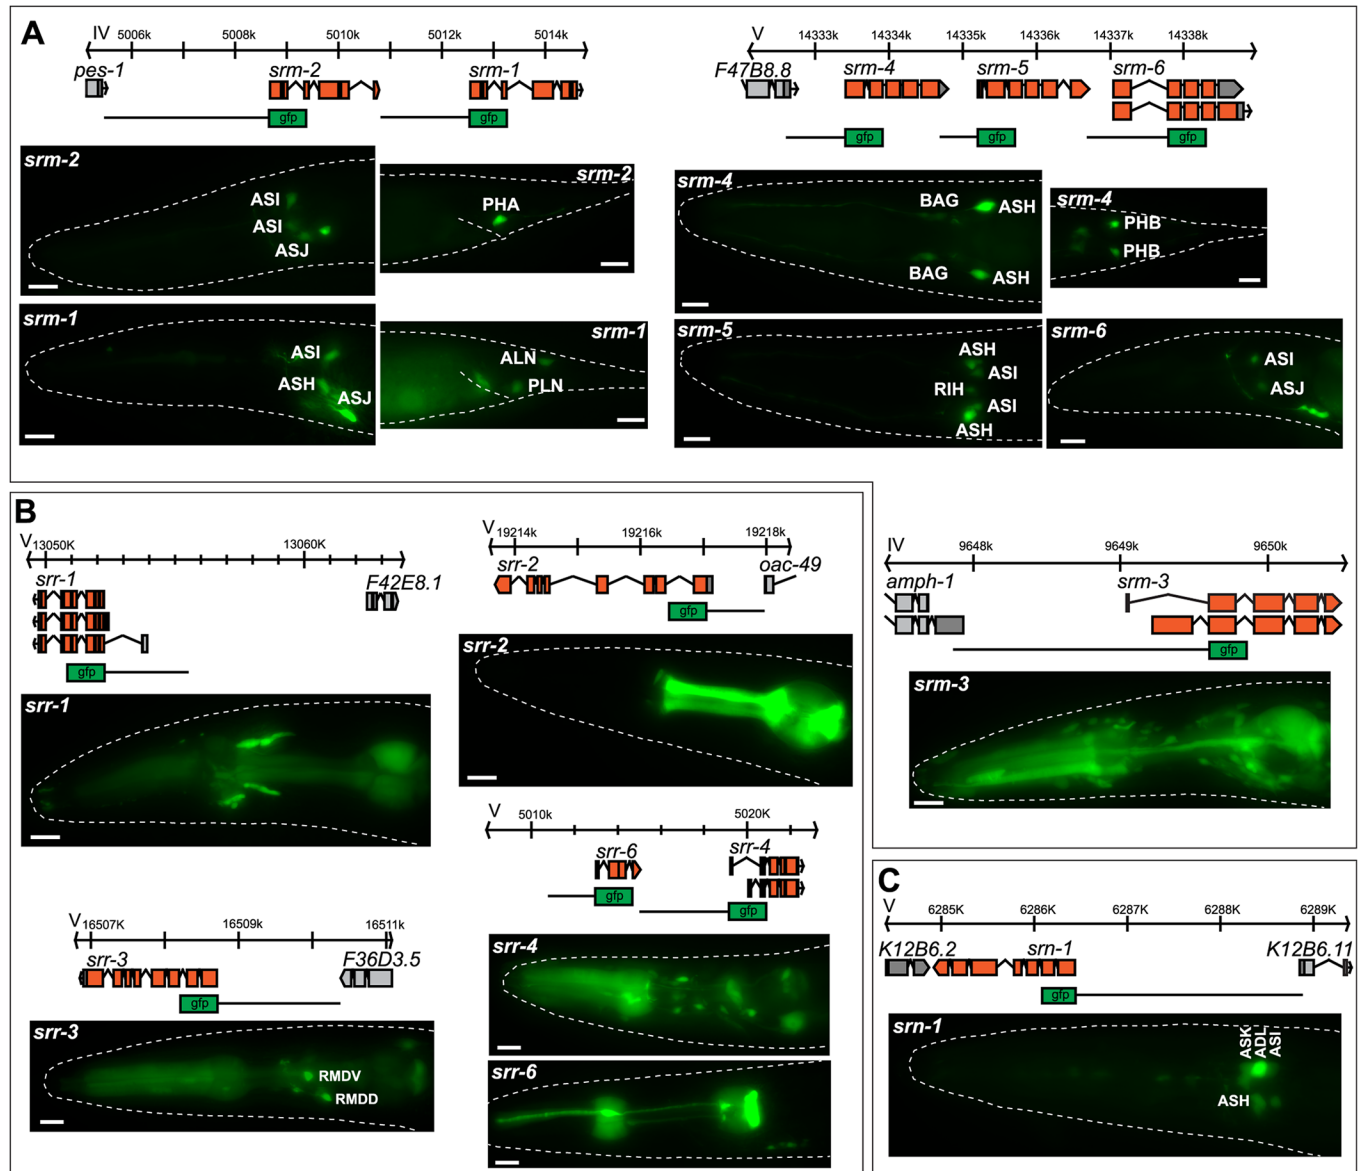 A
IV
5006k 5008k 5010k 5012k 5014k
pes-1 srm-2 srm-1
gfp gfp
srm-2
ASI
ASI
ASJ
srm-2
PHA
srm-1
ASI
ASH
ASJ
srm-1
ALN
PLN
V
14333k 14334k 14335k 14336k 14337k 14338k
F47B8.8 srm-4 srm-5 srm-6
gfp gfp gfp
srm-4
BAG ASH
BAG ASH
srm-4
PHB
PHB
srm-5
ASH
ASI
RIH
ASI
ASH
srm-6
ASI
ASJ
IV
9648k 9649k 9650k
amph-1 srm-3
gfp
srm-3
B
V
13050K 13060K
srr-1 F42E8.1
gfp
srr-1
V
19214k 19216k 19218k
srr-2 oac-49
gfp
srr-2
V
5010k 5020K
srr-6 srr-4
gfp gfp
srr-4
srr-6
V
16507K 16509k 16511k
srr-3 F36D3.5
gfp
srr-3
RMDV
RMDD
C
V
6285K 6286K 6287K 6288K 6289K
K12B6.2 srn-1 K12B6.11
gfp
srn-1
ASK
ADL
ASI
ASH